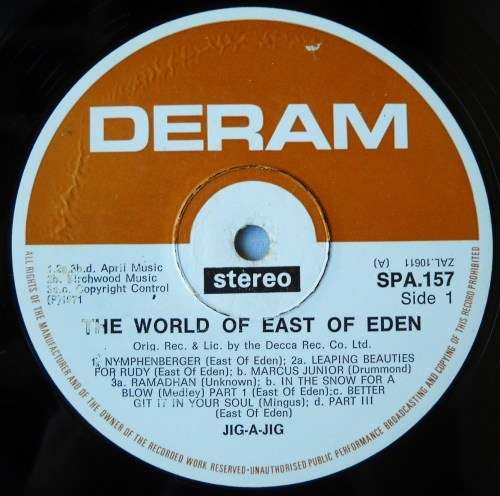 DERAM
1.2a.3b.d. April Music
2b. Birchwood Music
3a.c. Copyright Control
(P)1971
stereo
ZAL.10611 (A)
SPA.157
Side 1
THE WORLD OF EAST OF EDEN
Orig. Rec. & Lic. by the Decca Rec. Co. Ltd.
1. NYMPHENBERGER (East Of Eden); 2a. LEAPING BEAUTIES
FOR RUDY (East Of Eden); b. MARCUS JUNIOR (Drummond)
3a. RAMADHAN (Unknown); b. IN THE SNOW FOR A
BLOW (Medley) PART 1 (East Of Eden);c. BETTER
GIT IT IN YOUR SOUL (Mingus); d. PART III
(East Of Eden)
JIG-A-JIG
ALL RIGHTS OF THE MANUFACTURER AND OF THE OWNER OF THE RECORDED WORK RESERVED-UNAUTHORISED PUBLIC PERFORMANCE BROADCASTING AND COPYING OF THIS RECORD PROHIBITED